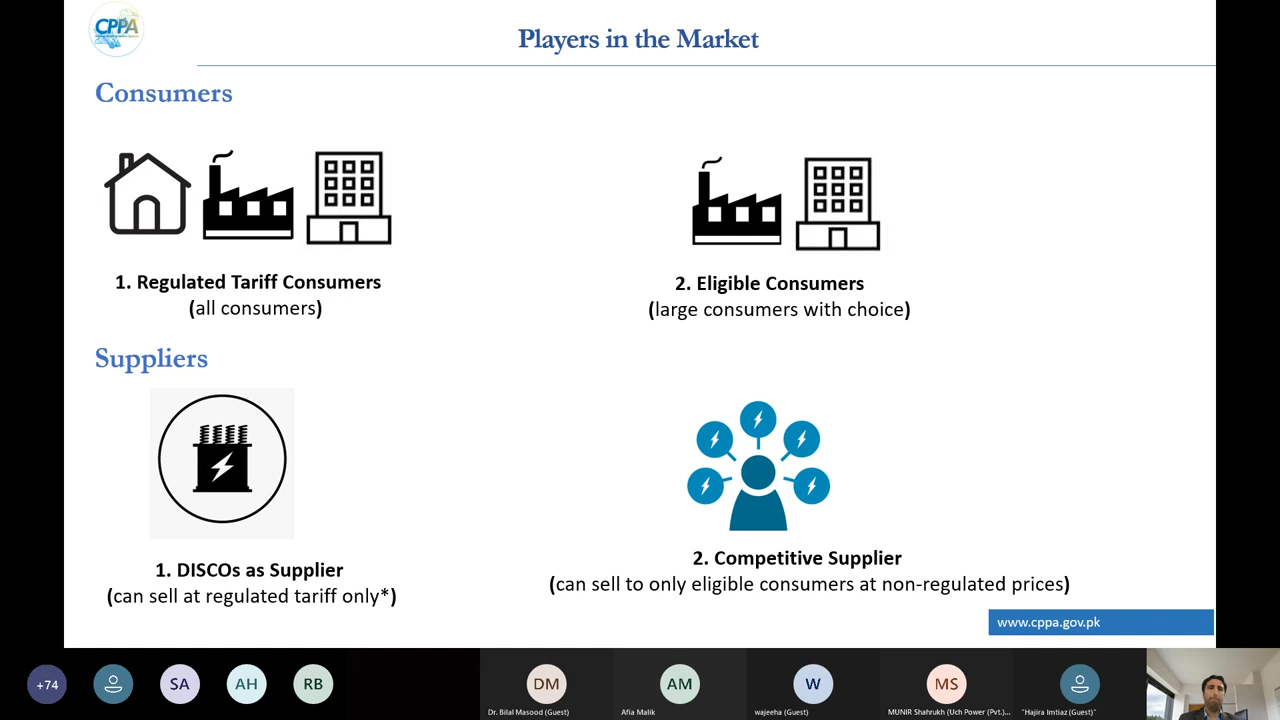 CPPA
Players in the Market
Consumers
1. Regulated Tariff Consumers
(all consumers)
2. Eligible Consumers
(large consumers with choice)
Suppliers
1. DISCOs as Supplier
(can sell at regulated tariff only*)
2. Competitive Supplier
(can sell to only eligible consumers at non-regulated prices)
www.cppa.gov.pk
+74
SA
AH
RB
DM
Dr. Bilal Masood (Guest)
AM
Afia Malik
W
wajeeha (Guest)
MS
MUNIR Shahrukh (Uch Power (Pvt.)...
"Hajira Imtiaz (Guest)"